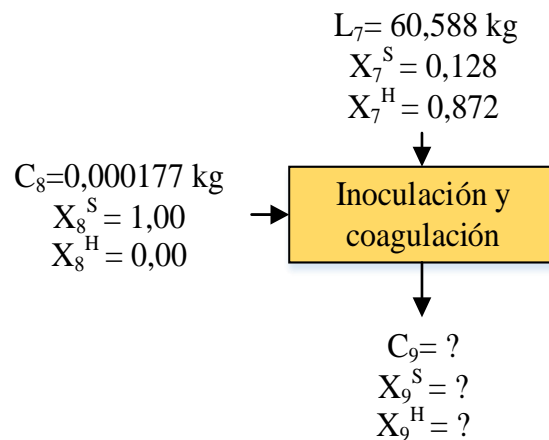 L₇= 60,588 kg
X₇ˢ = 0,128
X₇ᴴ = 0,872
C₈=0,000177 kg
X₈ˢ = 1,00
X₈ᴴ = 0,00
Inoculación y
coagulación
C₉= ?
X₉ˢ = ?
X₉ᴴ = ?